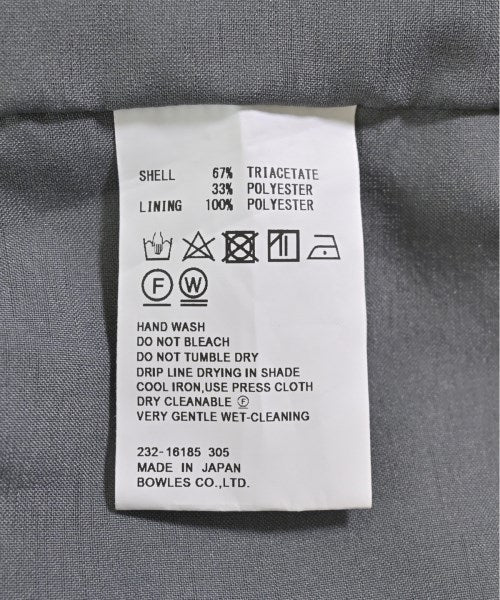 SHELL 67% TRIACETATE
33% POLYESTER
LINING 100% POLYESTER
F W
HAND WASH
DO NOT BLEACH
DO NOT TUMBLE DRY
DRIP LINE DRYING IN SHADE
COOL IRON,USE PRESS CLOTH
DRY CLEANABLE Ⓕ
VERY GENTLE WET-CLEANING
232-16185 305
MADE IN JAPAN
BOWLES CO.,LTD.